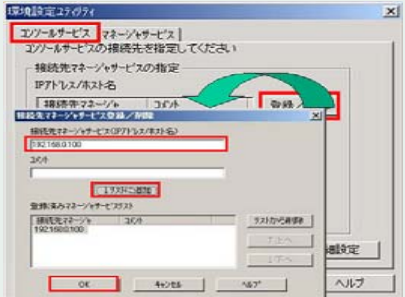 環境設定ユーティリティ
コンソールサービス マネージャサービス
コンソールサービスの接続先を指定してください
接続先マネージャサービスの指定
IPアドレス/ホスト名
接続先マネージャ コメント
登録/
接続先マネージャサービス登録/削除
接続先マネージャサービス(IPアドレス/ホスト名)
192.168.0.100
コメント
↓リストに追加
登録済みマネージャサービスリスト
接続先マネージャ コメント
192.168.0.100
リストから削除
↑上へ
↓下へ
細設定
OK キャンセル ヘルプ
ヘルプ